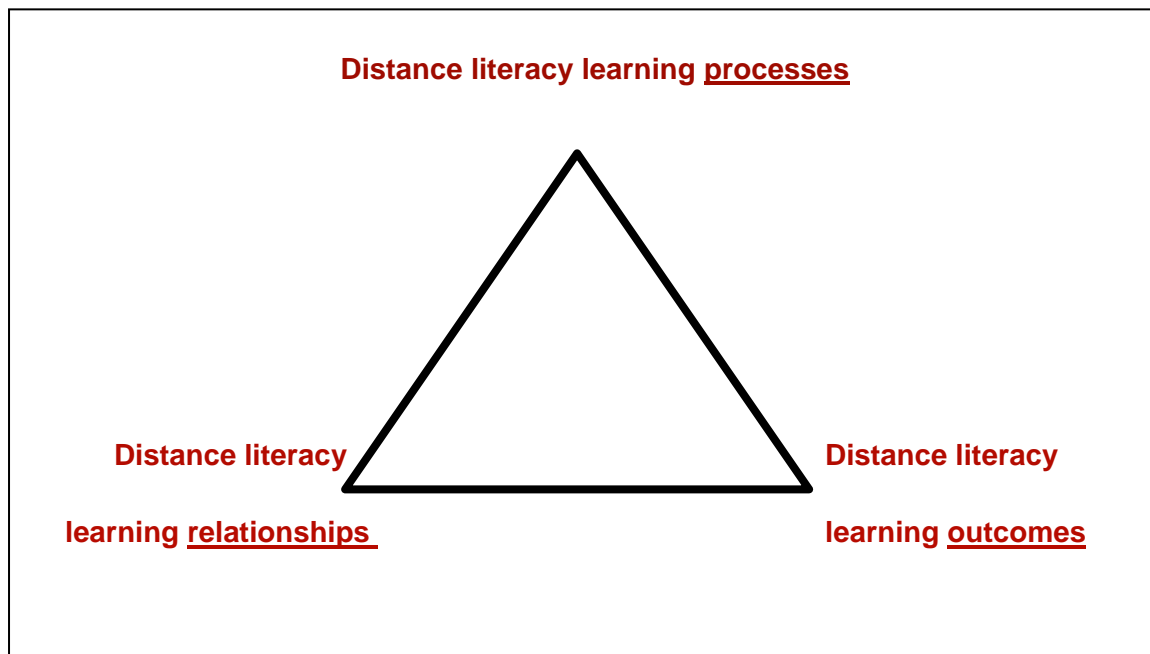 Distance literacy learning processes
Distance literacy
learning relationships
Distance literacy
learning outcomes